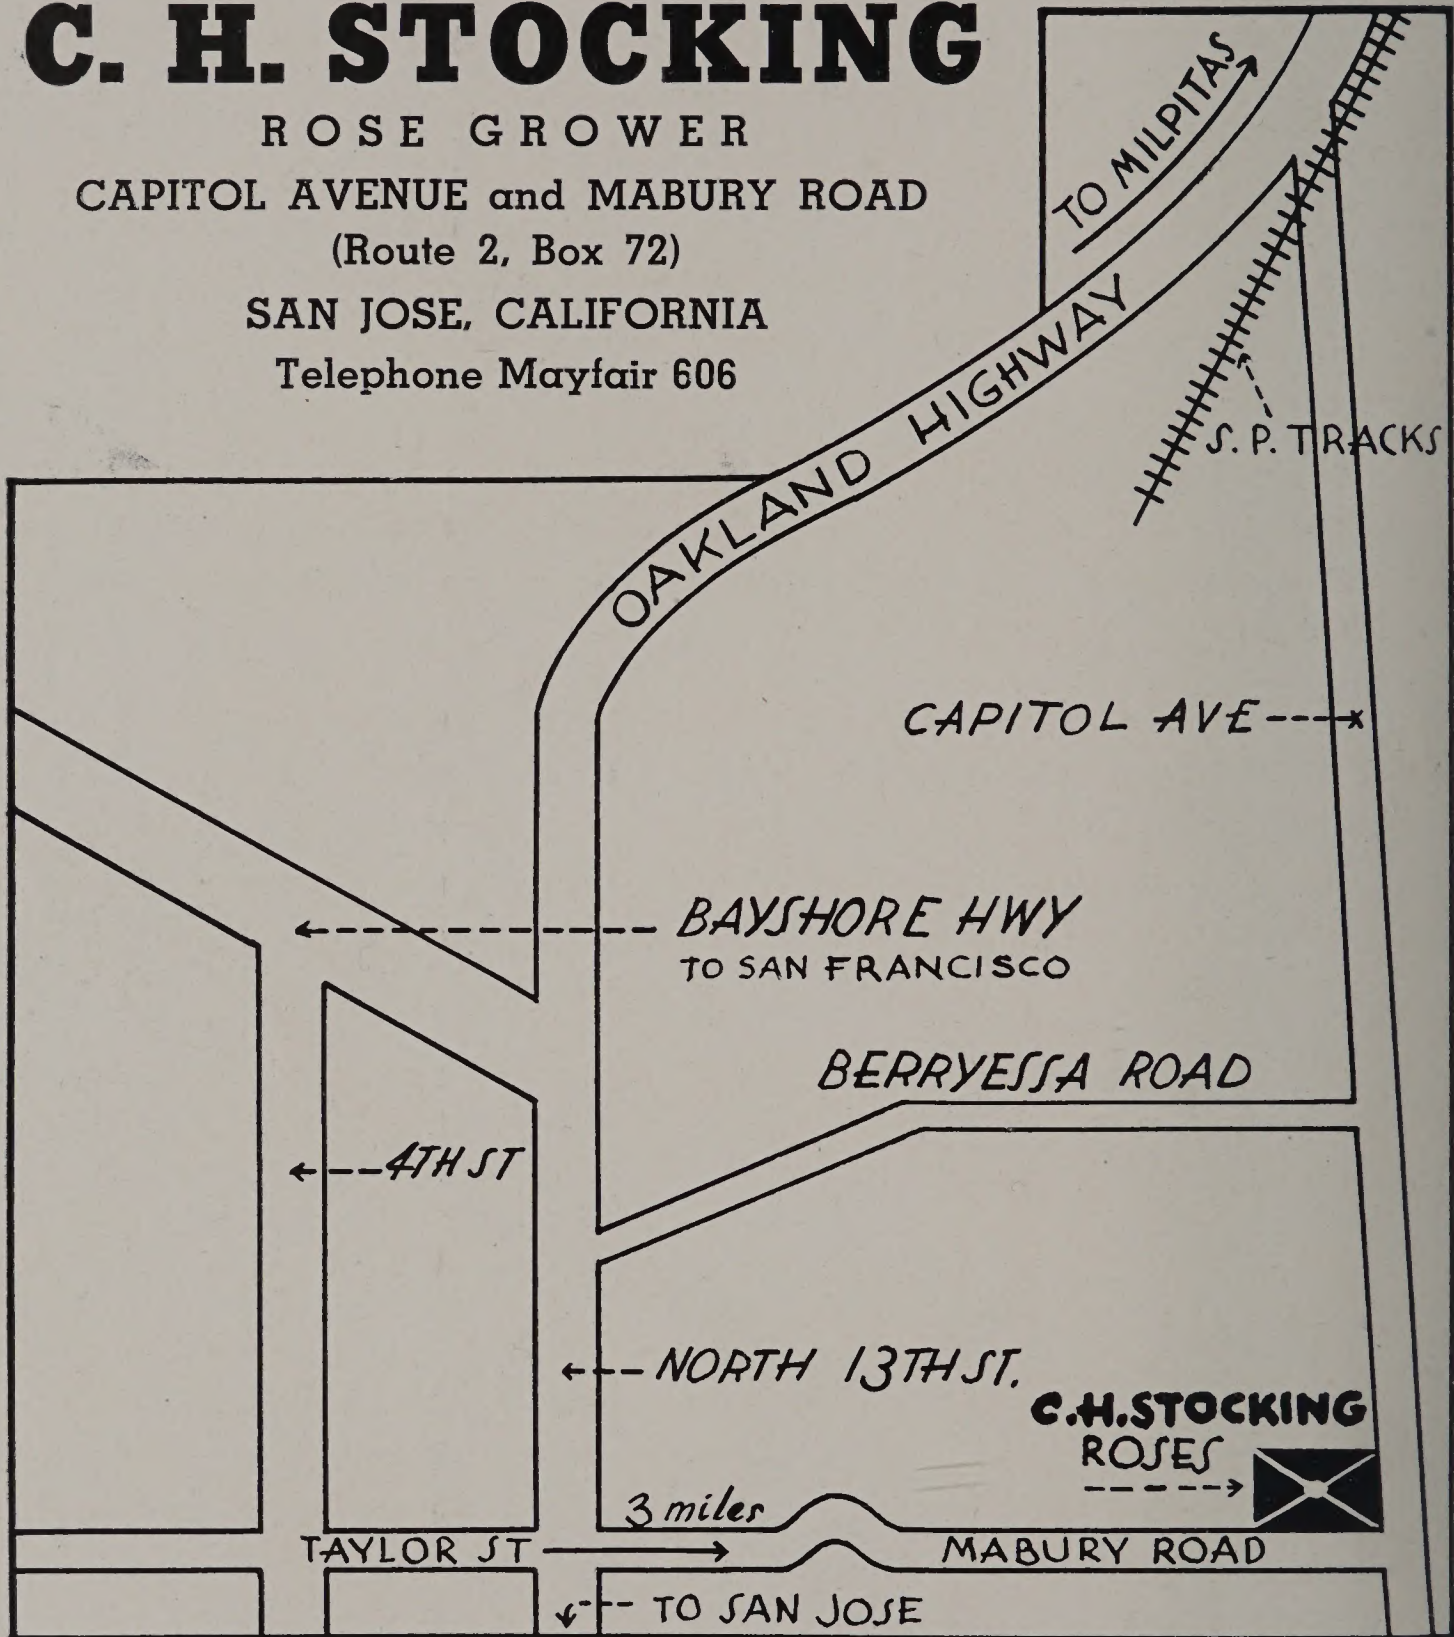 C. H. STOCKING
ROSE GROWER
CAPITOL AVENUE and MABURY ROAD
(Route 2, Box 72)
SAN JOSE, CALIFORNIA
Telephone Mayfair 606
TO MILPITAS
OAKLAND HIGHWAY
S. P. TRACKS
CAPITOL AVE
BAYSHORE HWY
TO SAN FRANCISCO
BERRYESSA ROAD
4TH ST
NORTH 13TH ST.
C.H.STOCKING
ROSES
3 miles
TAYLOR ST
MABURY ROAD
TO SAN JOSE